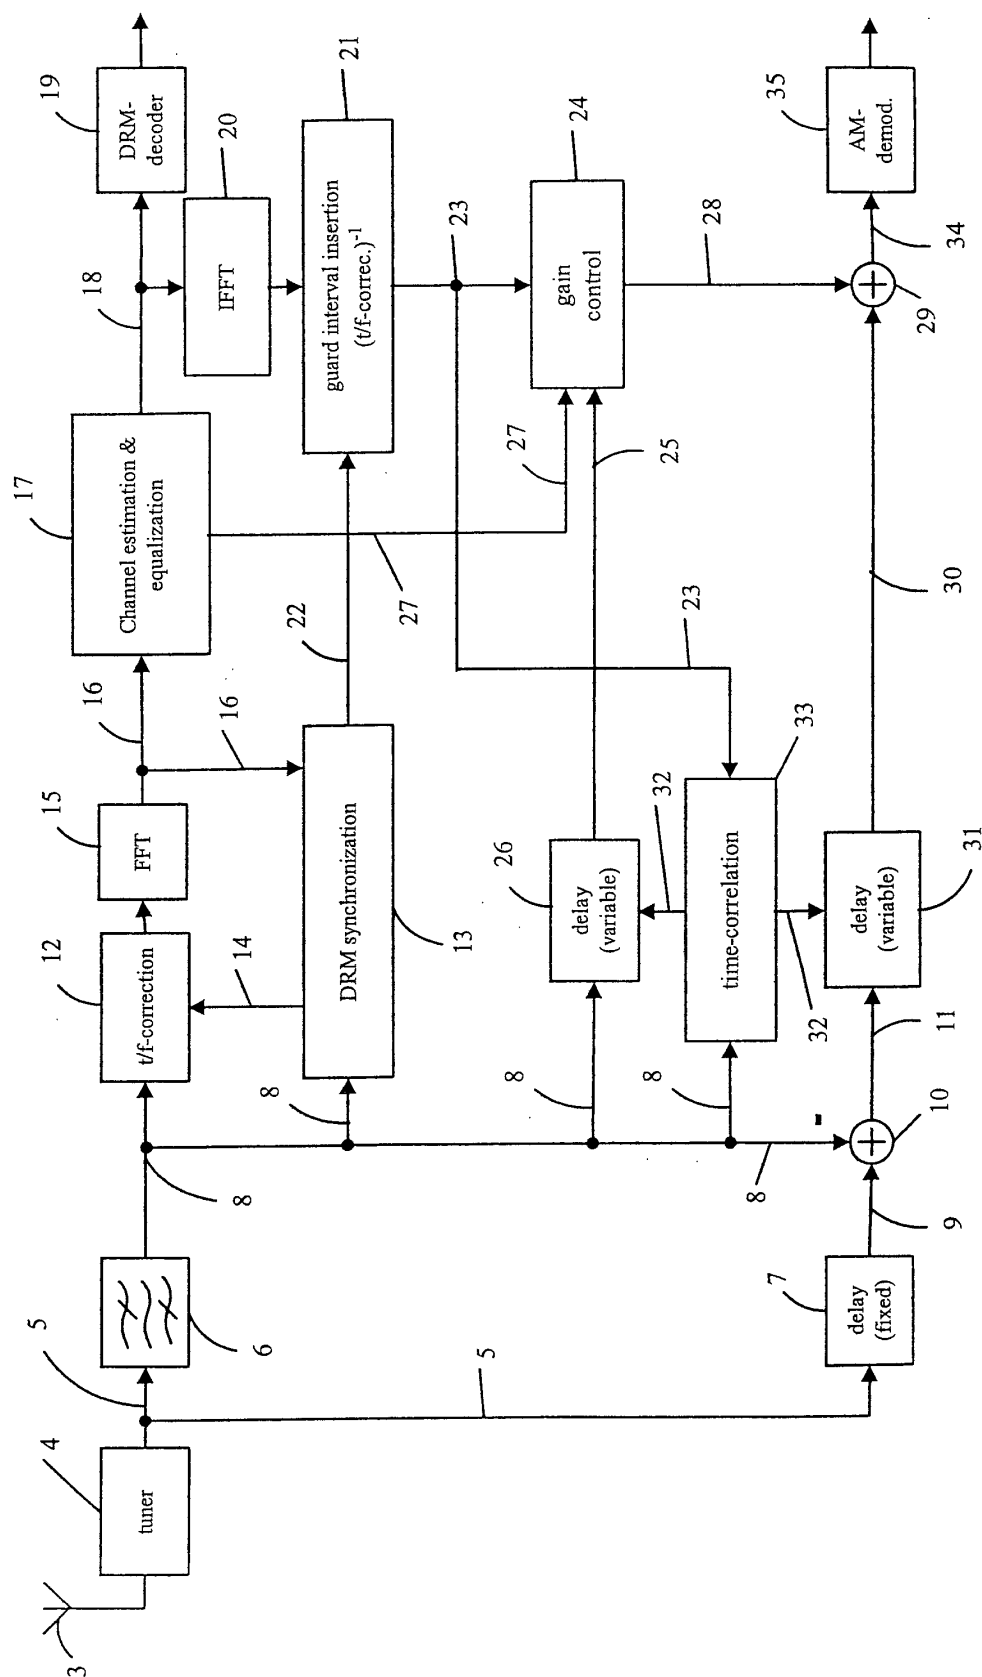 3
4
tuner
5
5
6
8
7
delay
(fixed)
9
10
-
8
8
8
8
11
12
t/f-correction
14
13
DRM synchronization
15
FFT
16
16
22
17
Channel estimation &
equalization
18
19
DRM-
decoder
20
IFFT
21
guard interval insertion
(t/f-correc.)-1
23
23
24
gain
control
25
26
delay
(variable)
27
27
28
29
30
31
delay
(variable)
32
32
33
time-correlation
34
35
AM-
demod.